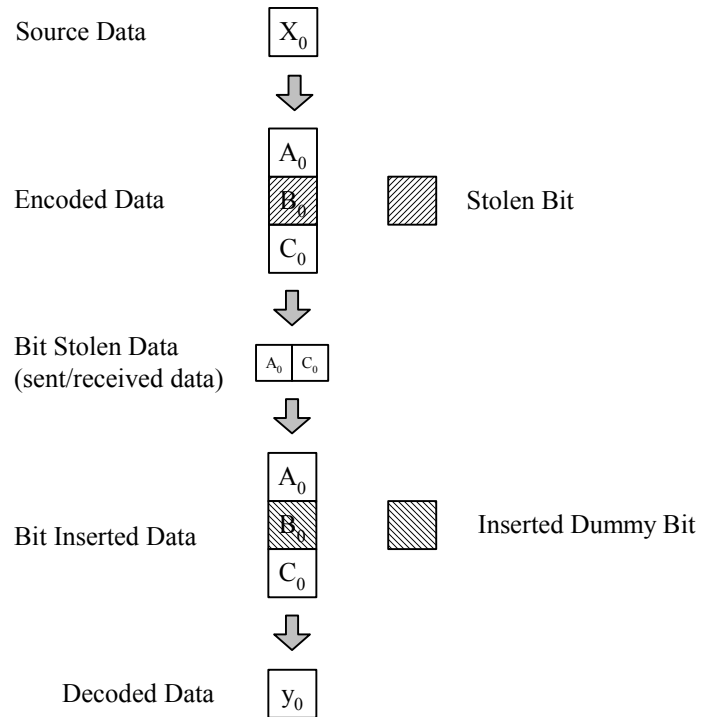 Source Data X₀
A₀
Encoded Data B₀ Stolen Bit
C₀
Bit Stolen Data
(sent/received data) A₀ C₀
A₀
Bit Inserted Data B₀ Inserted Dummy Bit
C₀
Decoded Data y₀